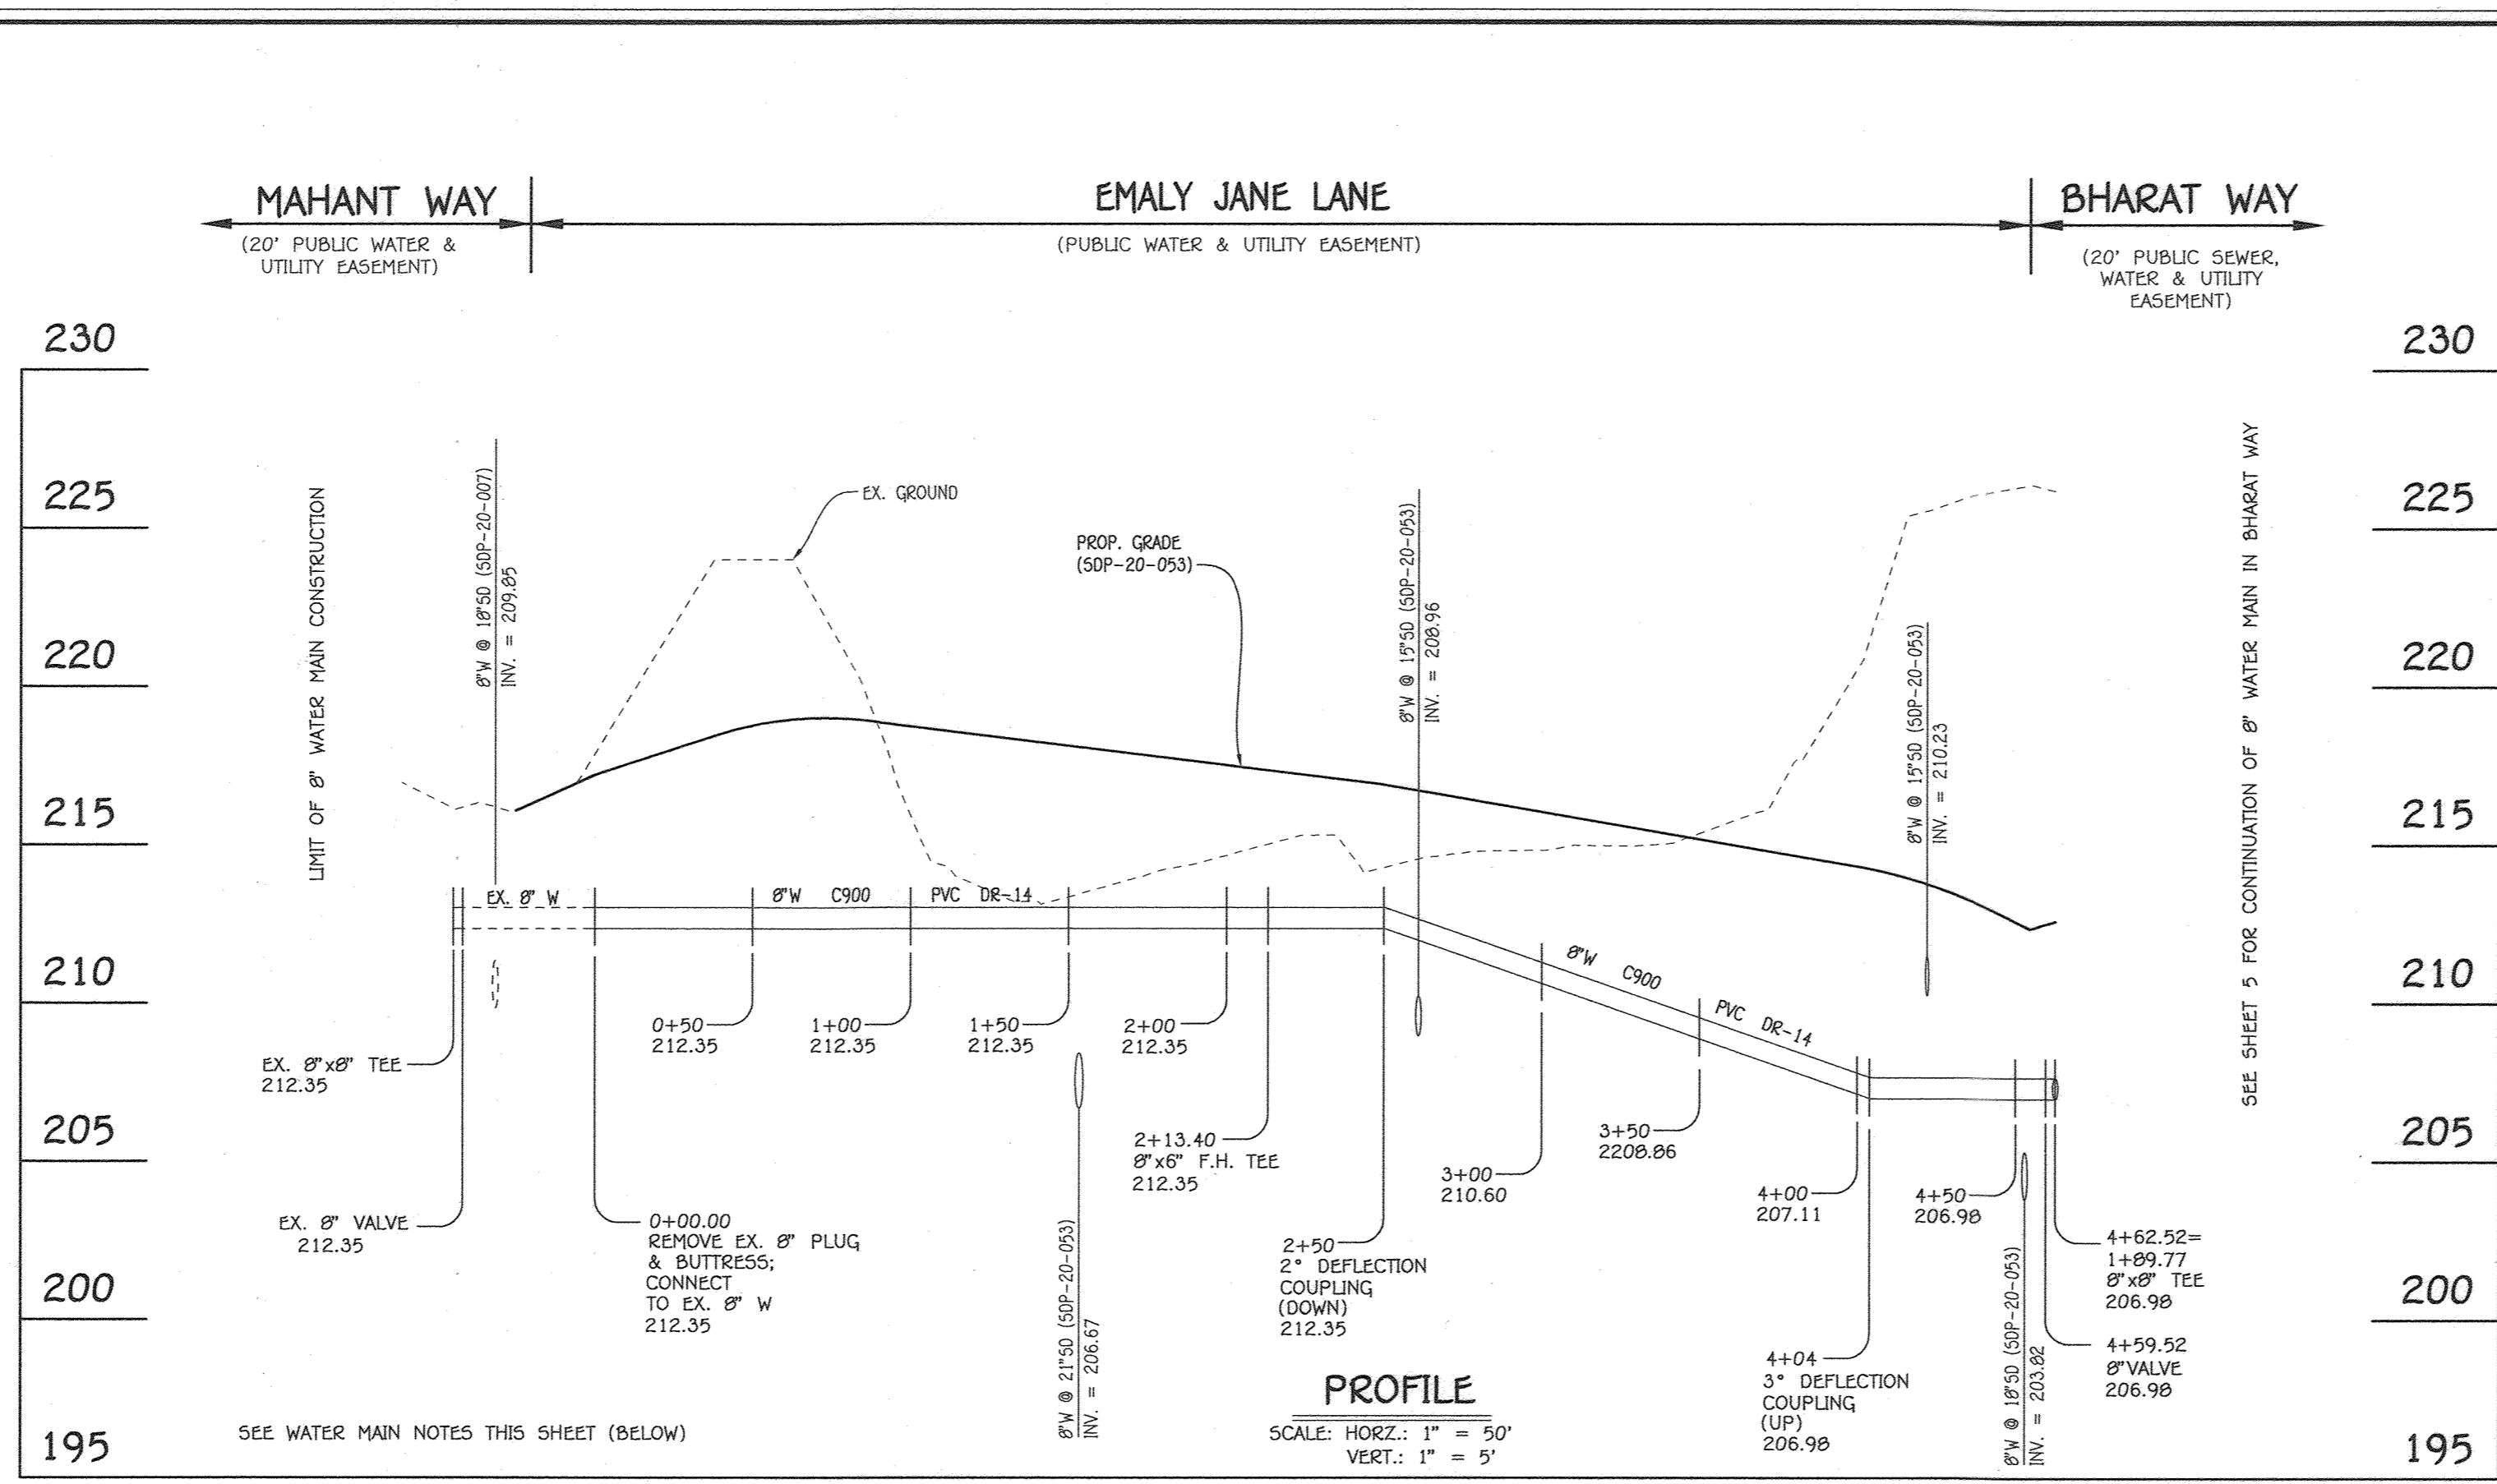 MAHANT WAY
(20' PUBLIC WATER &
UTILITY EASEMENT)
EMALY JANE LANE
(PUBLIC WATER & UTILITY EASEMENT)
BHARAT WAY
(20' PUBLIC SEWER,
WATER & UTILITY
EASEMENT)
230
225
220
215
210
205
200
195
230
225
220
215
210
205
200
195
LIMIT OF 8" WATER MAIN CONSTRUCTION
8"W @ 18"SD (SDP-20-007)
INV. = 209.85
EX. GROUND
PROP. GRADE
(SDP-20-053)
8"W @ 15"SD (SDP-20-053)
INV. = 208.96
8"W @ 15"SD (SDP-20-053)
INV. = 210.23
SEE SHEET 5 FOR CONTINUATION OF 8" WATER MAIN IN BHARAT WAY
EX. 8" W
8"W C900 PVC DR-14
8"W C900 PVC DR-14
EX. 8"x8" TEE
212.35
EX. 8" VALVE
212.35
0+00.00
REMOVE EX. 8" PLUG
& BUTTRESS;
CONNECT
TO EX. 8" W
212.35
0+50
212.35
1+00
212.35
1+50
212.35
2+00
212.35
8"W @ 21"SD (SDP-20-053)
INV. = 206.67
2+13.40
8"x6" F.H. TEE
212.35
2+50
2° DEFLECTION
COUPLING
(DOWN)
212.35
3+00
210.60
3+50
2208.86
4+00
207.11
4+04
3° DEFLECTION
COUPLING
(UP)
206.98
4+50
206.98
8"W @ 18"SD (SDP-20-053)
INV. = 203.82
4+62.52=
1+89.77
8"x8" TEE
206.98
4+59.52
8"VALVE
206.98
SEE WATER MAIN NOTES THIS SHEET (BELOW)
PROFILE
SCALE: HORZ.: 1" = 50'
VERT.: 1" = 5'